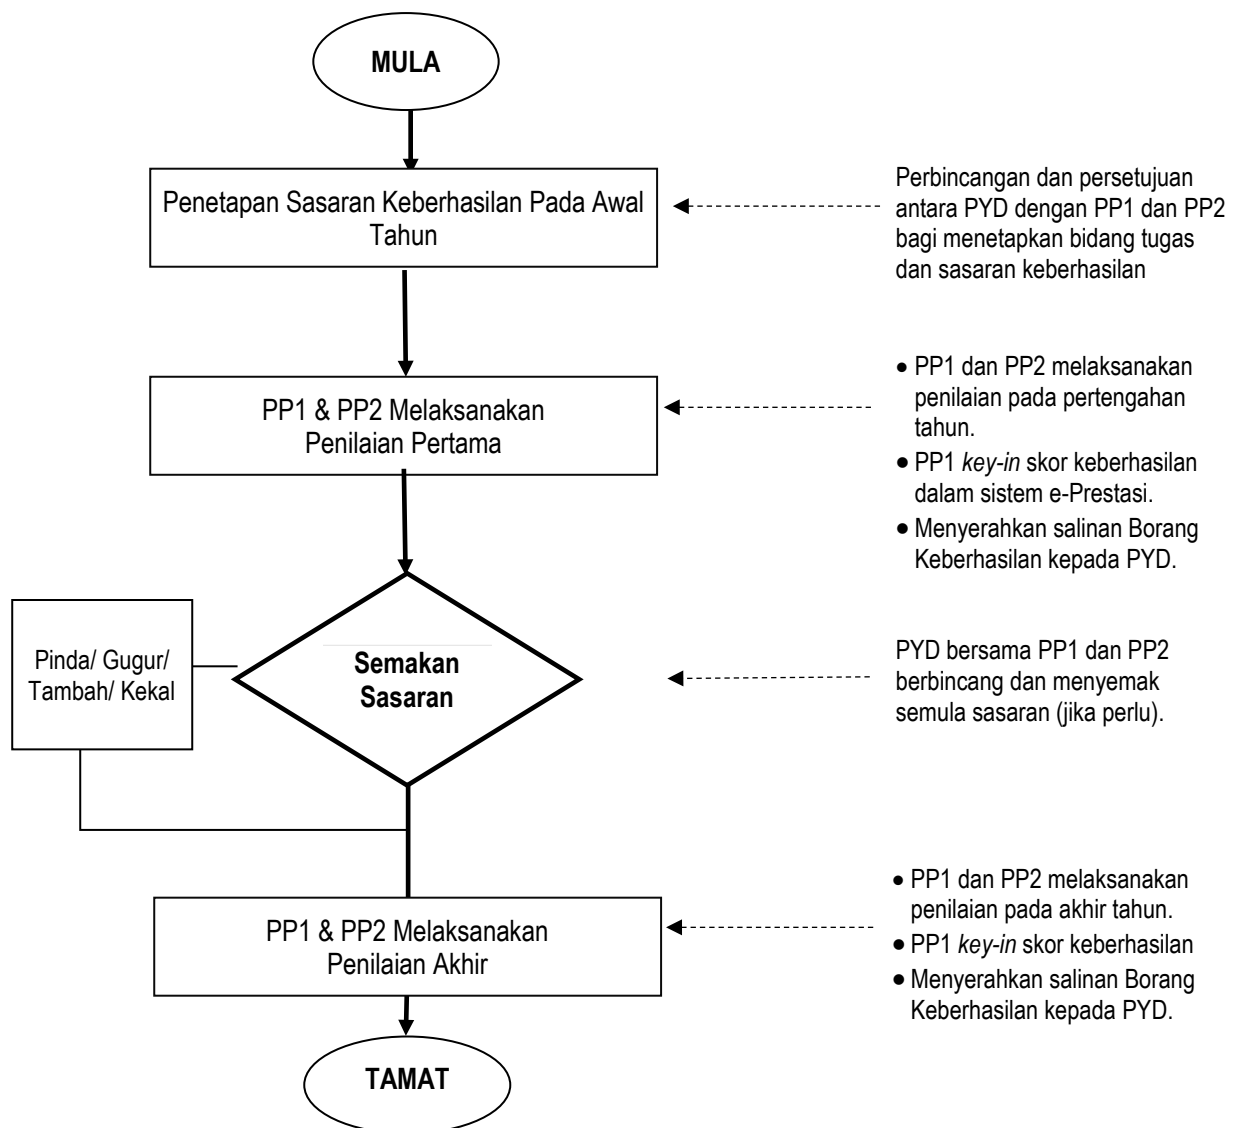 MULA
Penetapan Sasaran Keberhasilan Pada Awal
Tahun
Perbincangan dan persetujuan
antara PYD dengan PP1 dan PP2
bagi menetapkan bidang tugas
dan sasaran keberhasilan
PP1 & PP2 Melaksanakan
Penilaian Pertama
• PP1 dan PP2 melaksanakan
penilaian pada pertengahan
tahun.
• PP1 key-in skor keberhasilan
dalam sistem e-Prestasi.
• Menyerahkan salinan Borang
Keberhasilan kepada PYD.
Pinda/ Gugur/
Tambah/ Kekal
Semakan
Sasaran
PYD bersama PP1 dan PP2
berbincang dan menyemak
semula sasaran (jika perlu).
PP1 & PP2 Melaksanakan
Penilaian Akhir
• PP1 dan PP2 melaksanakan
penilaian pada akhir tahun.
• PP1 key-in skor keberhasilan
• Menyerahkan salinan Borang
Keberhasilan kepada PYD.
TAMAT